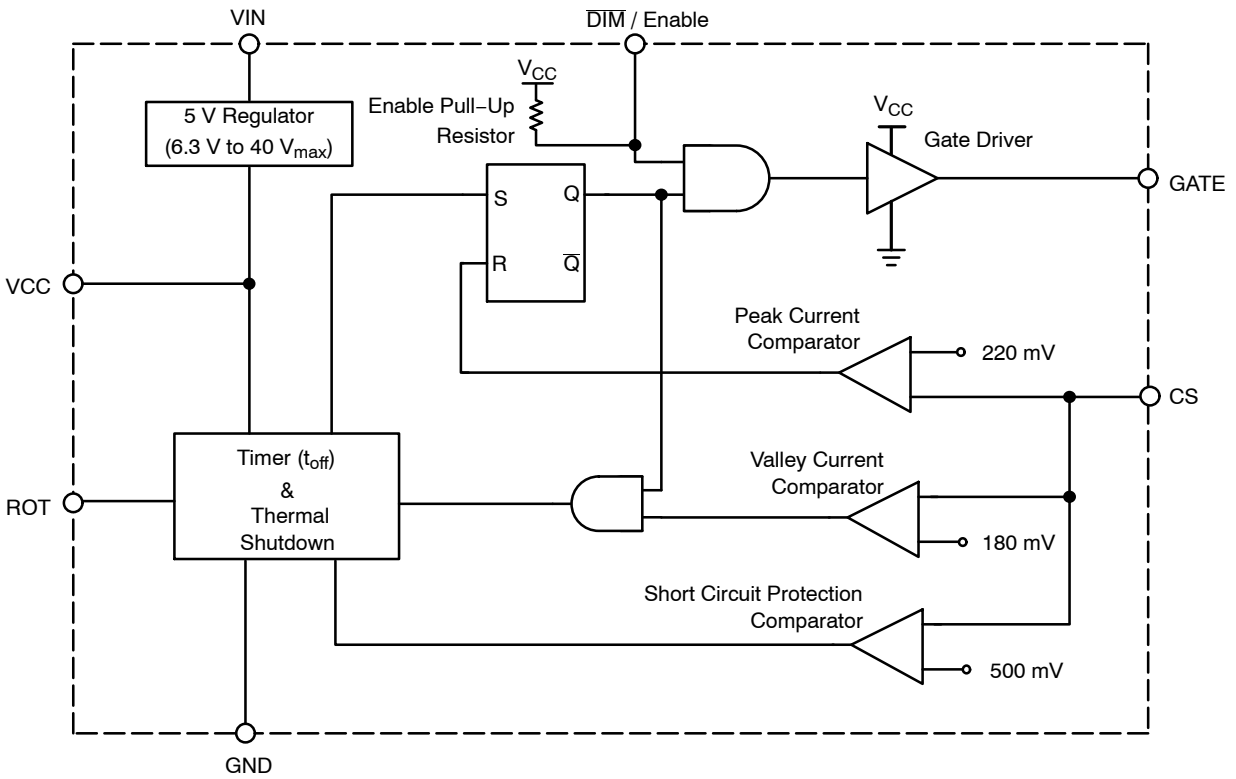 VIN
DIM / Enable
VCC
Enable Pull–Up
Resistor
5 V Regulator
(6.3 V to 40 Vmax)
VCC
Gate Driver
GATE
S
Q
R
Q
VCC
Peak Current
Comparator
220 mV
CS
Timer (toff)
&
Thermal
Shutdown
ROT
Valley Current
Comparator
180 mV
Short Circuit Protection
Comparator
500 mV
GND